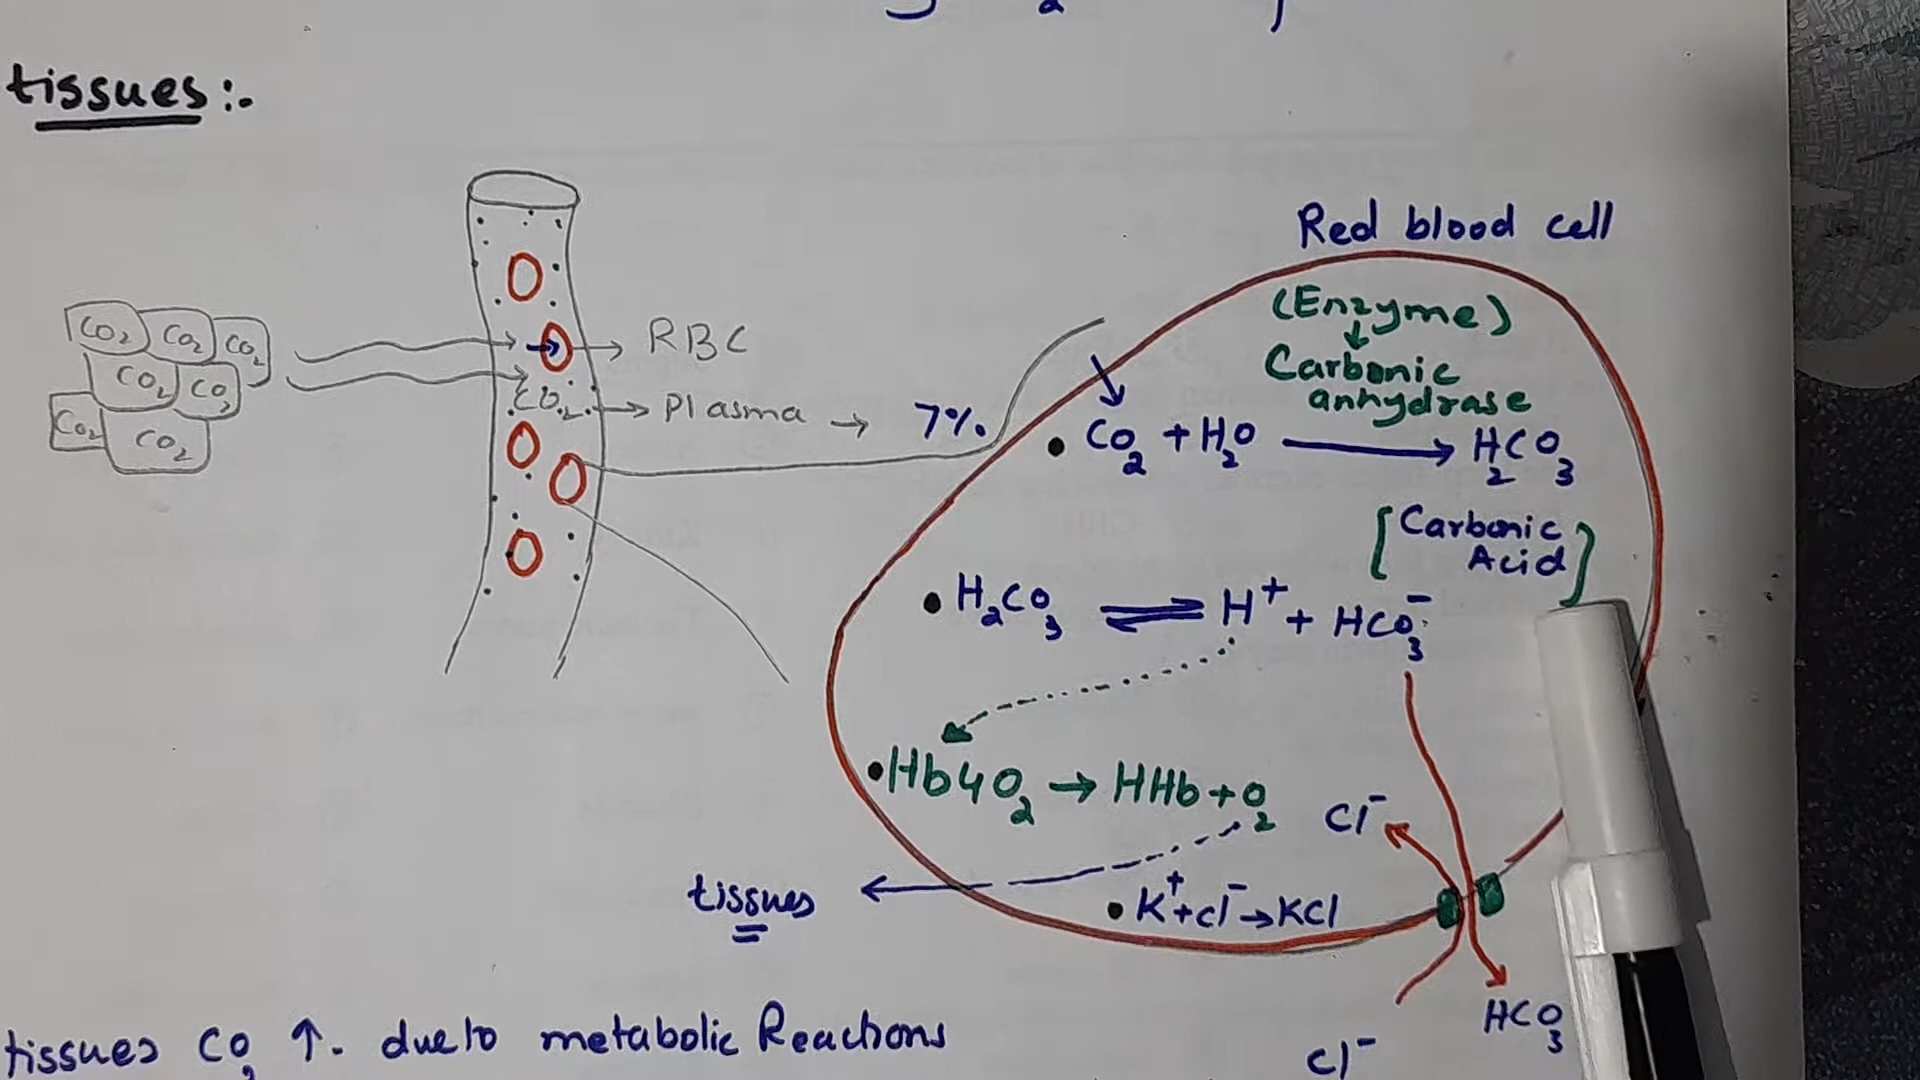 tissues:-
Red blood cell
(Enzyme)
Carbonic
anhydrase
CO2 CO2 CO2
CO2 CO2
CO2 CO2
RBC
CO2
Plasma → 7%.
• CO2 + H2O → H2CO3
[Carbonic
Acid]
• H2CO3 ⇌ H+ + HCO3-
• Hb4O2 → HHb + O2
Cl-
tissues
• K+ + Cl- → KCl
HCO3
Cl-
tissues CO2 ↑. due to metabolic Reactions